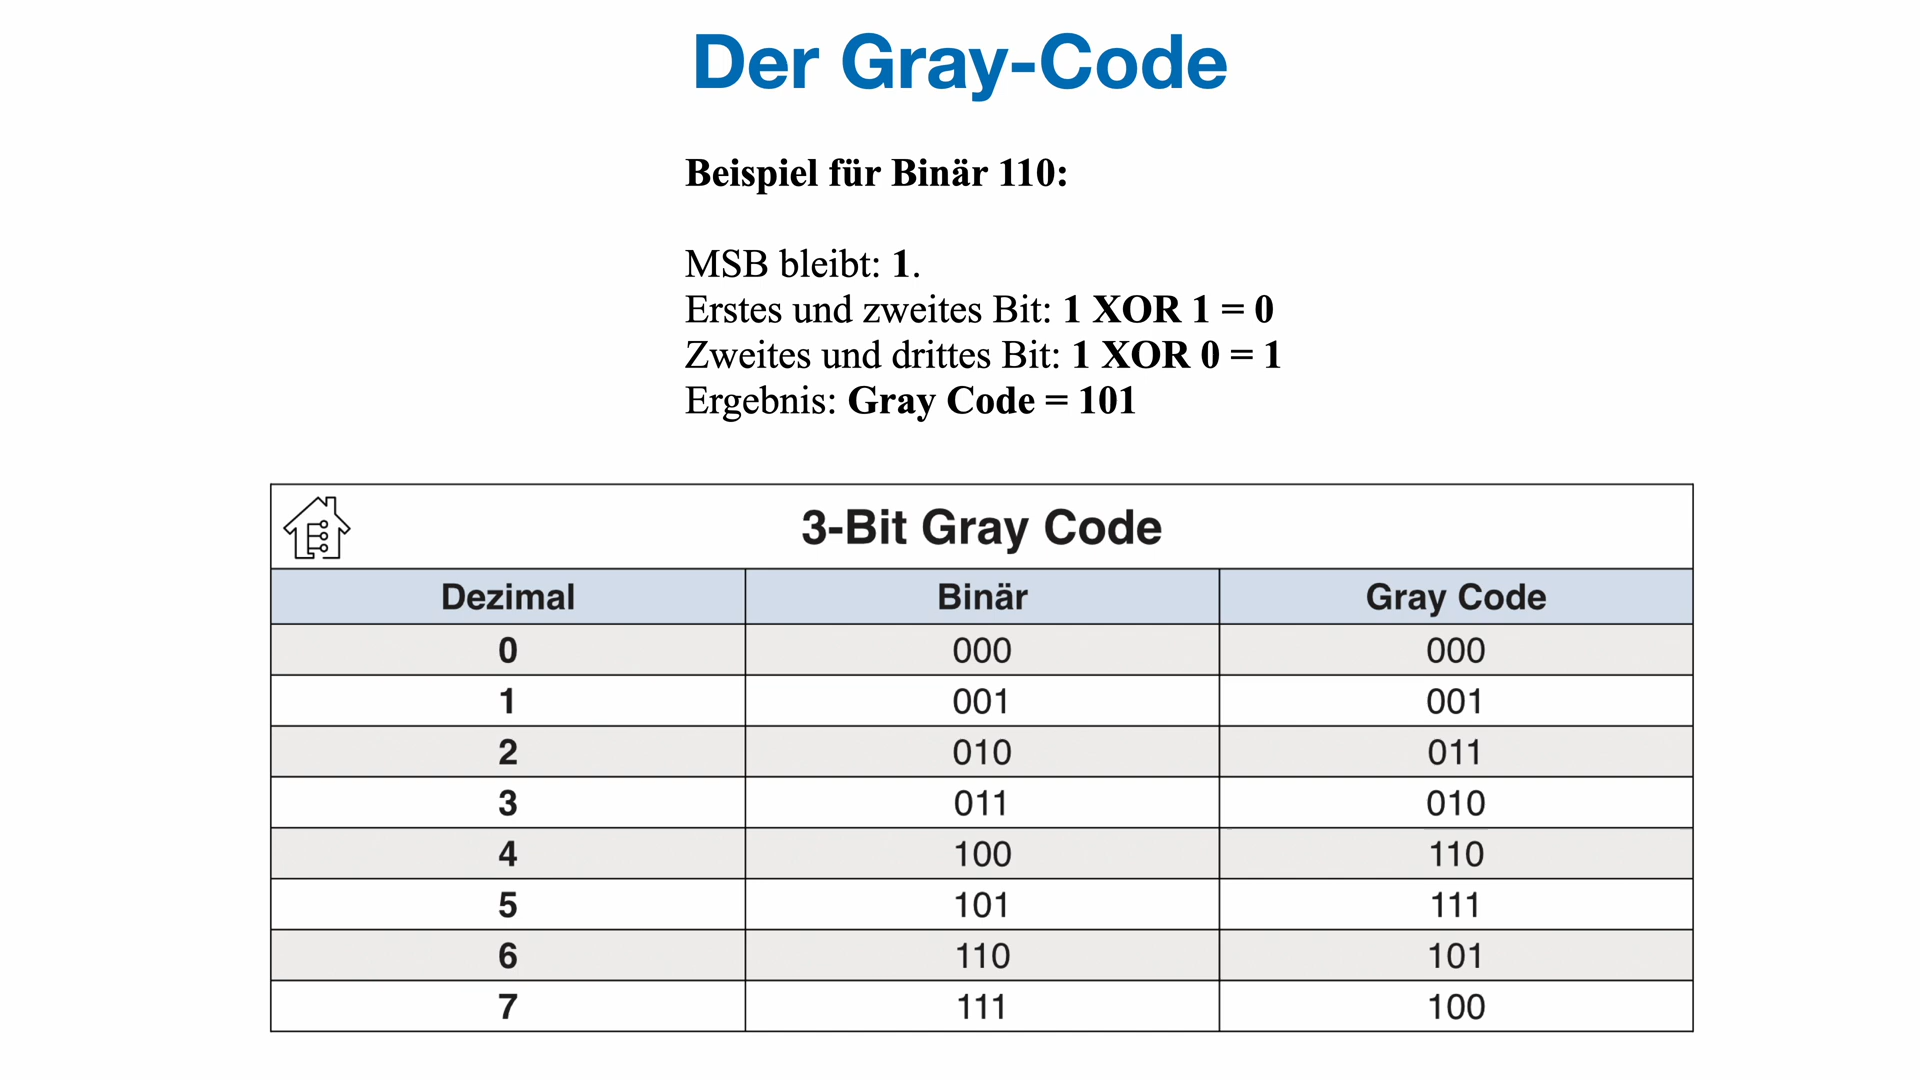 Der Gray-Code
Beispiel für Binär 110:
MSB bleibt: 1.
Erstes und zweites Bit: 1 XOR 1 = 0
Zweites und drittes Bit: 1 XOR 0 = 1
Ergebnis: Gray Code = 101
3-Bit Gray Code
Dezimal Binär Gray Code
0 000 000
1 001 001
2 010 011
3 011 010
4 100 110
5 101 111
6 110 101
7 111 100